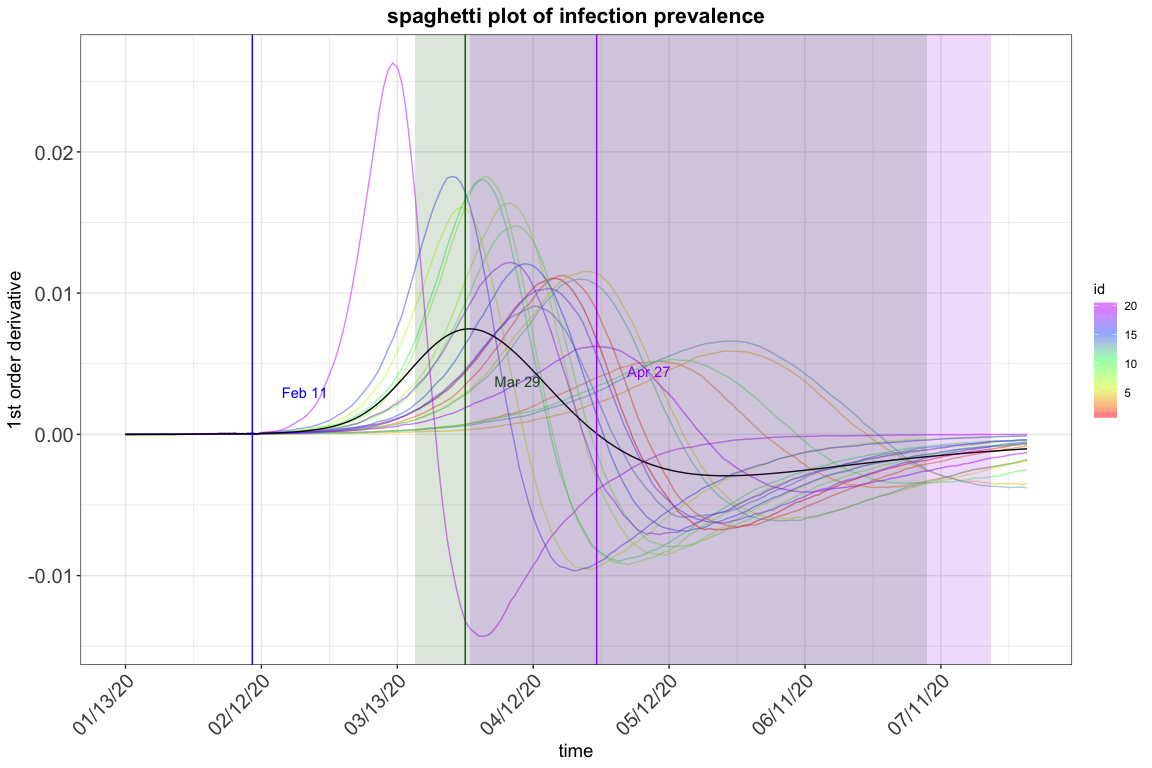 spaghetti plot of infection prevalence
1st order derivative
0.02
0.01
0.00
-0.01
Feb 11
Mar 29
Apr 27
01/13/20
02/12/20
03/13/20
04/12/20
05/12/20
06/11/20
07/11/20
time
id
20
15
10
5